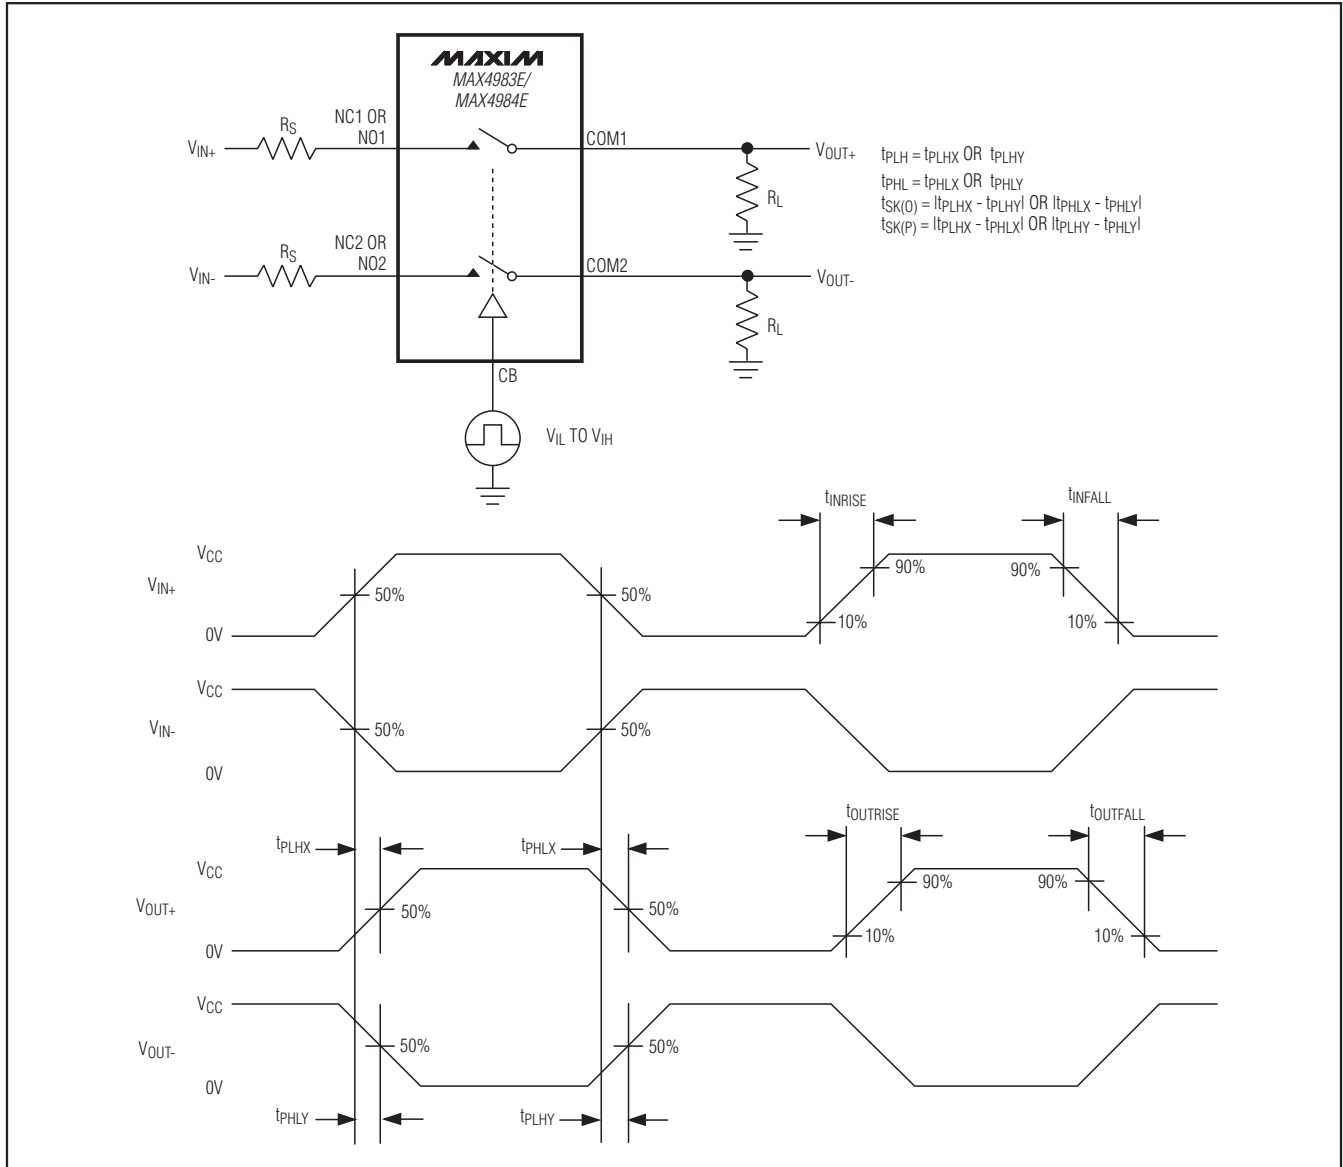 MAXIM
MAX4983E/
MAX4984E
NC1 OR
NO1
RS
VIN+
COM1
VOUT+
RL
tPLH = tPLHX OR tPLHY
tPHL = tPHLX OR tPHLY
tSK(O) = |tPLHX - tPLHY| OR |tPHLX - tPHLY|
tSK(P) = |tPLHX - tPHLX| OR |tPLHY - tPHLY|
NC2 OR
NO2
RS
VIN-
COM2
VOUT-
RL
CB
VIL TO VIH
tINRISE
tINFALL
VCC
VIN+
0V
50%
50%
90%
90%
10%
10%
VCC
VIN-
0V
50%
50%
tOUTRISE
tOUTFALL
tPLHX
tPHLX
VCC
VOUT+
0V
50%
50%
90%
90%
10%
10%
VCC
VOUT-
0V
50%
50%
tPHLY
tPLHY